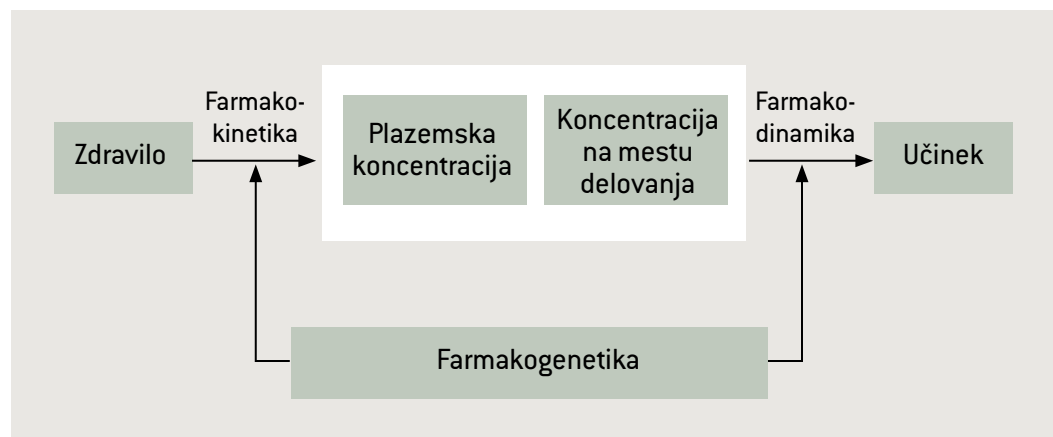 Zdravilo
Farmako-
kinetika
Plazemska
koncentracija
Koncentracija
na mestu
delovanja
Farmako-
dinamika
Učinek
Farmakogenetika